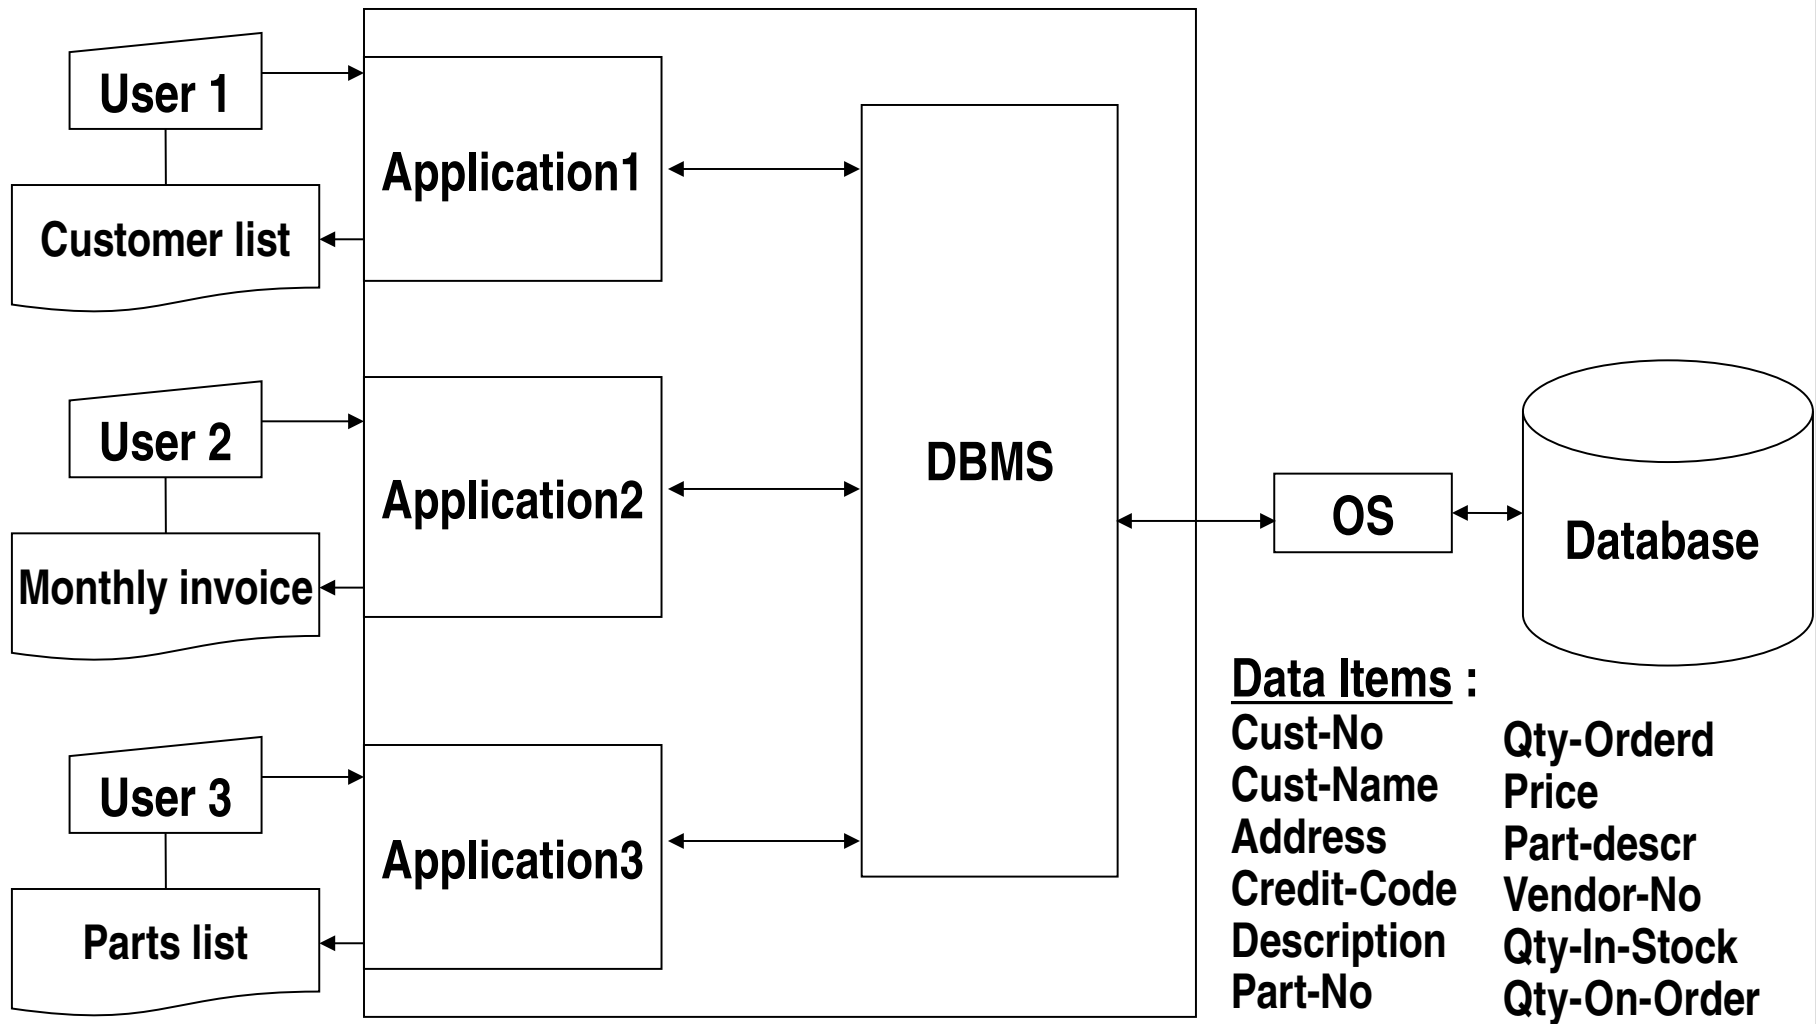 User 1
Application1
Customer list
User 2
Application2
Monthly invoice
User 3
Application3
Parts list
DBMS
OS
Database
Data Items :
Cust-No
Cust-Name
Address
Credit-Code
Description
Part-No
Qty-Orderd
Price
Part-descr
Vendor-No
Qty-In-Stock
Qty-On-Order